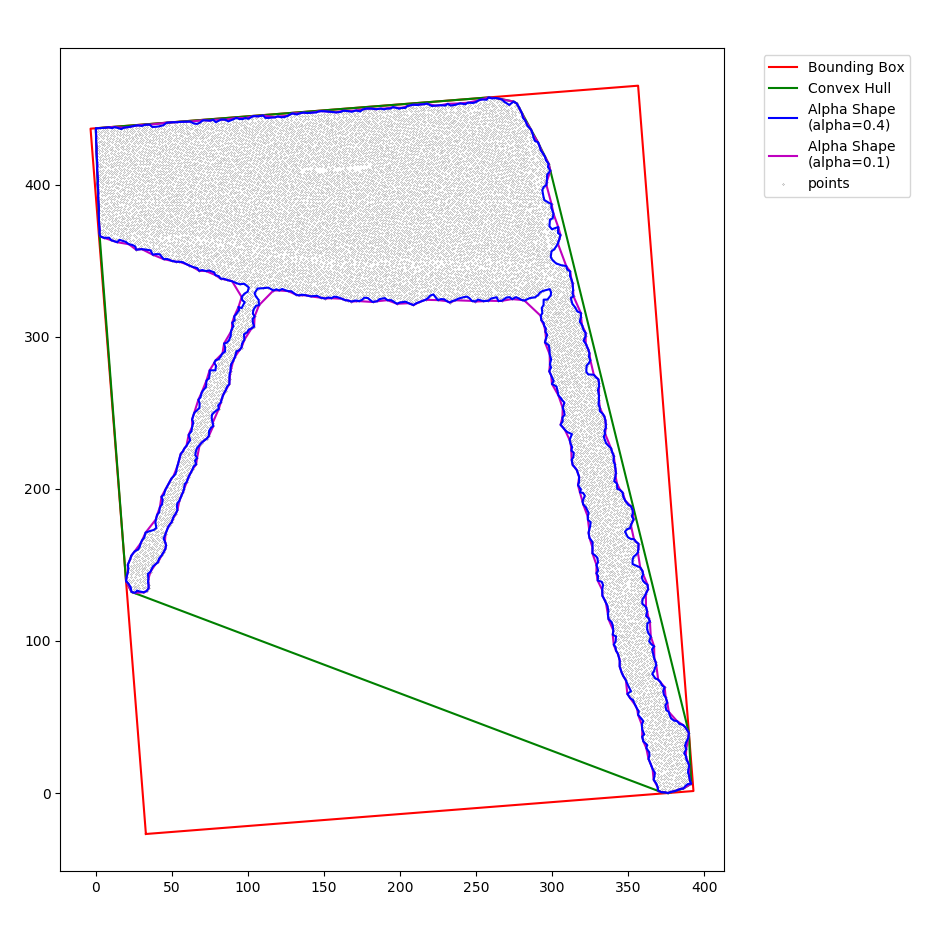 Bounding Box
Convex Hull
Alpha Shape
(alpha=0.4)
Alpha Shape
(alpha=0.1)
points
400
300
200
100
0
0 50 100 150 200 250 300 350 400